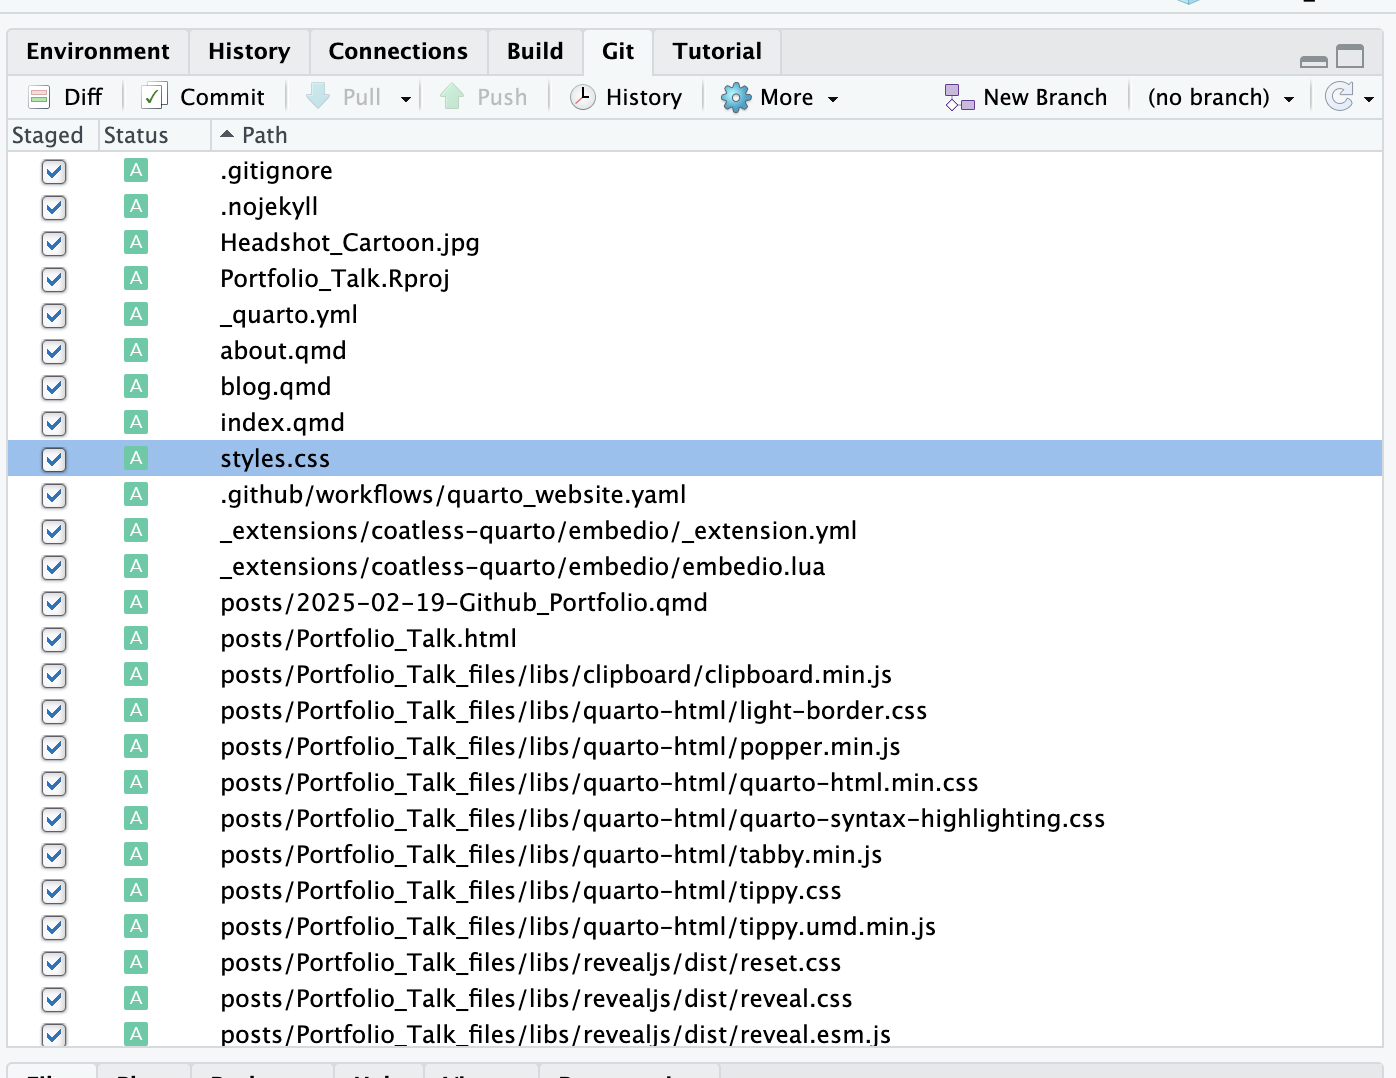 Environment History Connections Build Git Tutorial
Diff Commit Pull Push History More New Branch (no branch)
Staged Status Path
A .gitignore
A .nojekyll
A Headshot_Cartoon.jpg
A Portfolio_Talk.Rproj
A _quarto.yml
A about.qmd
A blog.qmd
A index.qmd
A styles.css
A .github/workflows/quarto_website.yaml
A _extensions/coatless-quarto/embedio/_extension.yml
A _extensions/coatless-quarto/embedio/embedio.lua
A posts/2025-02-19-Github_Portfolio.qmd
A posts/Portfolio_Talk.html
A posts/Portfolio_Talk_files/libs/clipboard/clipboard.min.js
A posts/Portfolio_Talk_files/libs/quarto-html/light-border.css
A posts/Portfolio_Talk_files/libs/quarto-html/popper.min.js
A posts/Portfolio_Talk_files/libs/quarto-html/quarto-html.min.css
A posts/Portfolio_Talk_files/libs/quarto-html/quarto-syntax-highlighting.css
A posts/Portfolio_Talk_files/libs/quarto-html/tabby.min.js
A posts/Portfolio_Talk_files/libs/quarto-html/tippy.css
A posts/Portfolio_Talk_files/libs/quarto-html/tippy.umd.min.js
A posts/Portfolio_Talk_files/libs/revealjs/dist/reset.css
A posts/Portfolio_Talk_files/libs/revealjs/dist/reveal.css
A posts/Portfolio_Talk_files/libs/revealjs/dist/reveal.esm.js